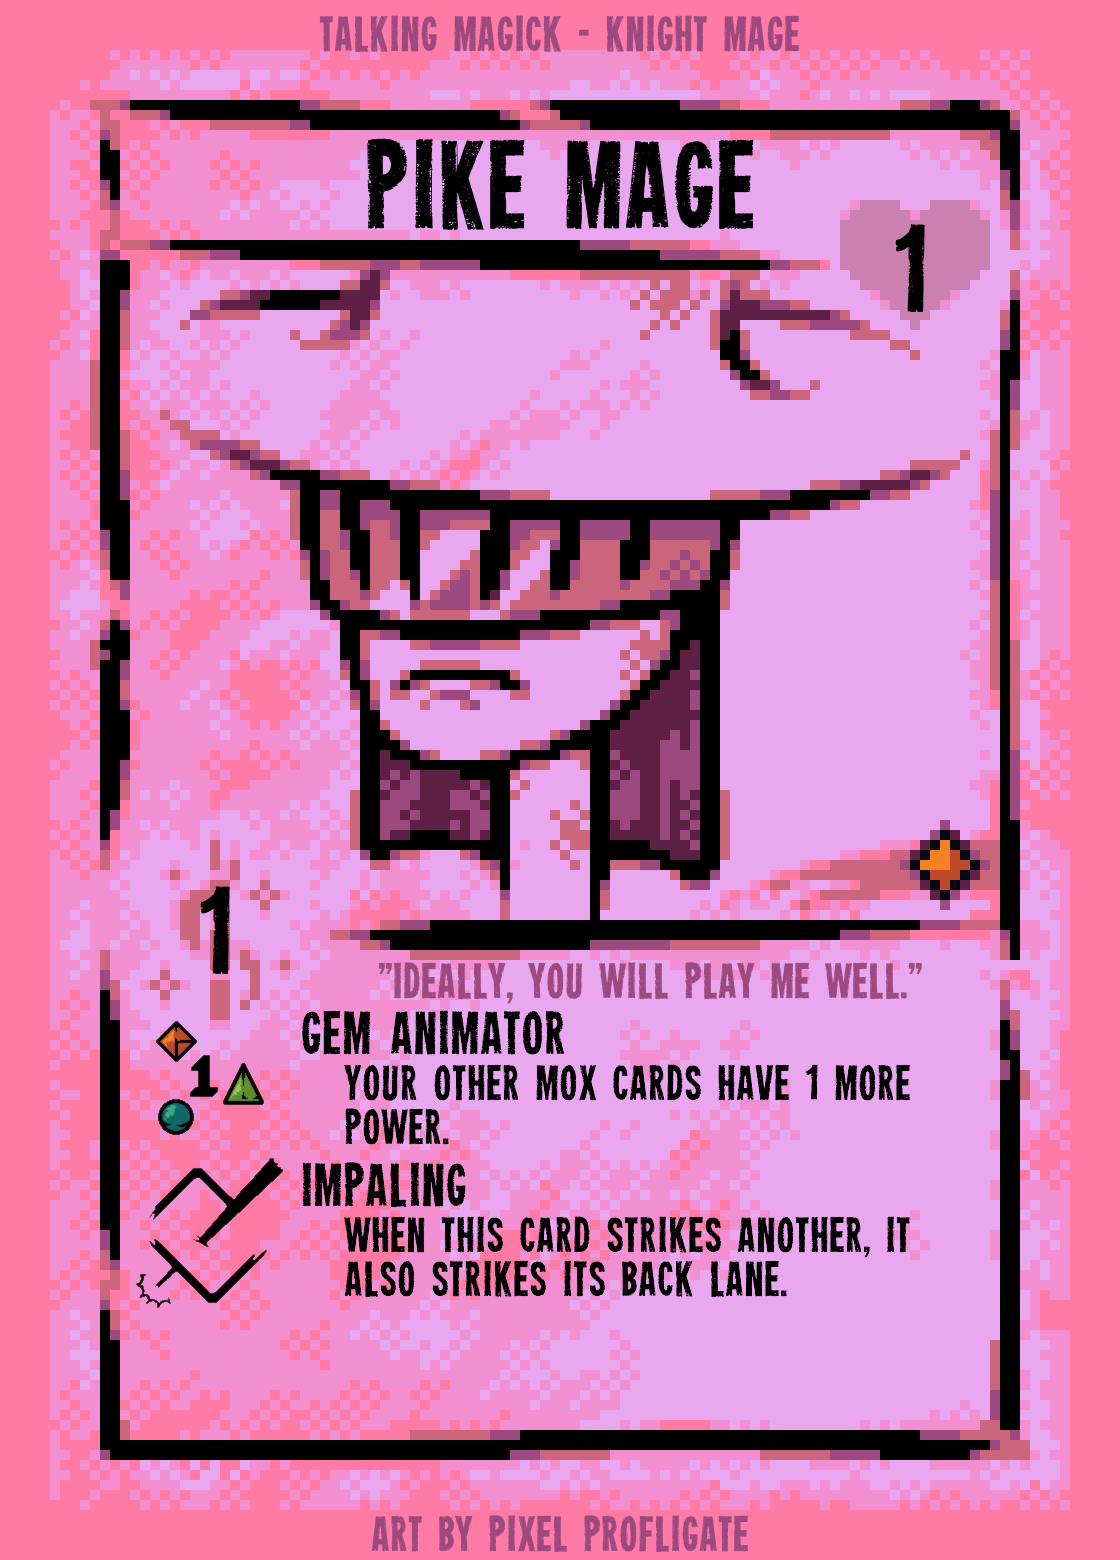 TALKING MAGICK - KNIGHT MAGE
PIKE MAGE
1
1
"IDEALLY, YOU WILL PLAY ME WELL."
GEM ANIMATOR
1
YOUR OTHER MOX CARDS HAVE 1 MORE
POWER.
IMPALING
WHEN THIS CARD STRIKES ANOTHER, IT
ALSO STRIKES ITS BACK LANE.
ART BY PIXEL PROFLIGATE